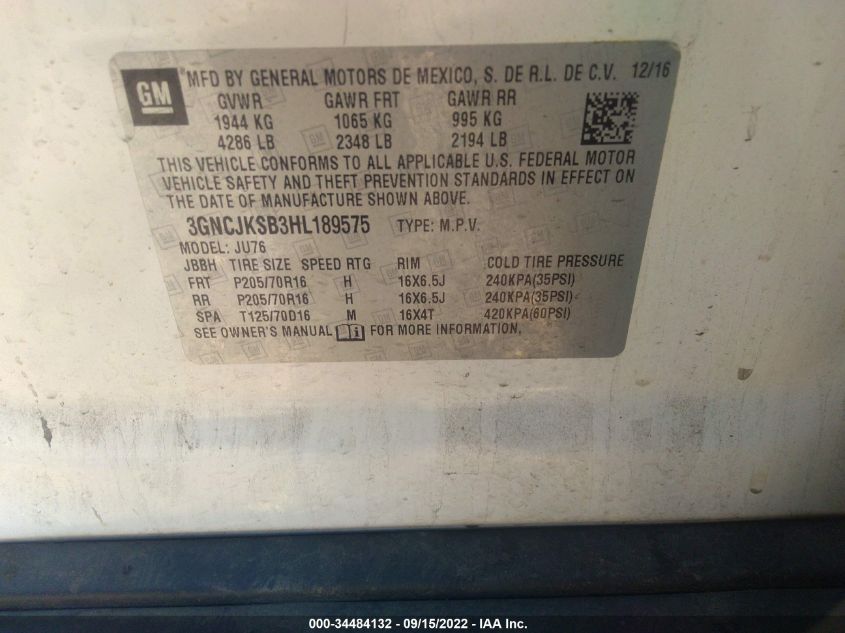 GM
MFD BY GENERAL MOTORS DE MEXICO, S. DE R.L. DE C.V. 12/16
GVWR GAWR FRT GAWR RR
1944 KG 1065 KG 995 KG
4286 LB 2348 LB 2194 LB
THIS VEHICLE CONFORMS TO ALL APPLICABLE U.S. FEDERAL MOTOR
VEHICLE SAFETY AND THEFT PREVENTION STANDARDS IN EFFECT ON
THE DATE OF MANUFACTURE SHOWN ABOVE.
3GNCJKSB3HL189575 TYPE: M.P.V.
MODEL: JU76
JBBH TIRE SIZE SPEED RTG RIM COLD TIRE PRESSURE
FRT P205/70R16 H 16X6.5J 240KPA(35PSI)
RR P205/70R16 H 16X6.5J 240KPA(35PSI)
SPA T125/70D16 M 16X4T 420KPA(60PSI)
SEE OWNER'S MANUAL FOR MORE INFORMATION.
000-34484132 - 09/15/2022 - IAA Inc.